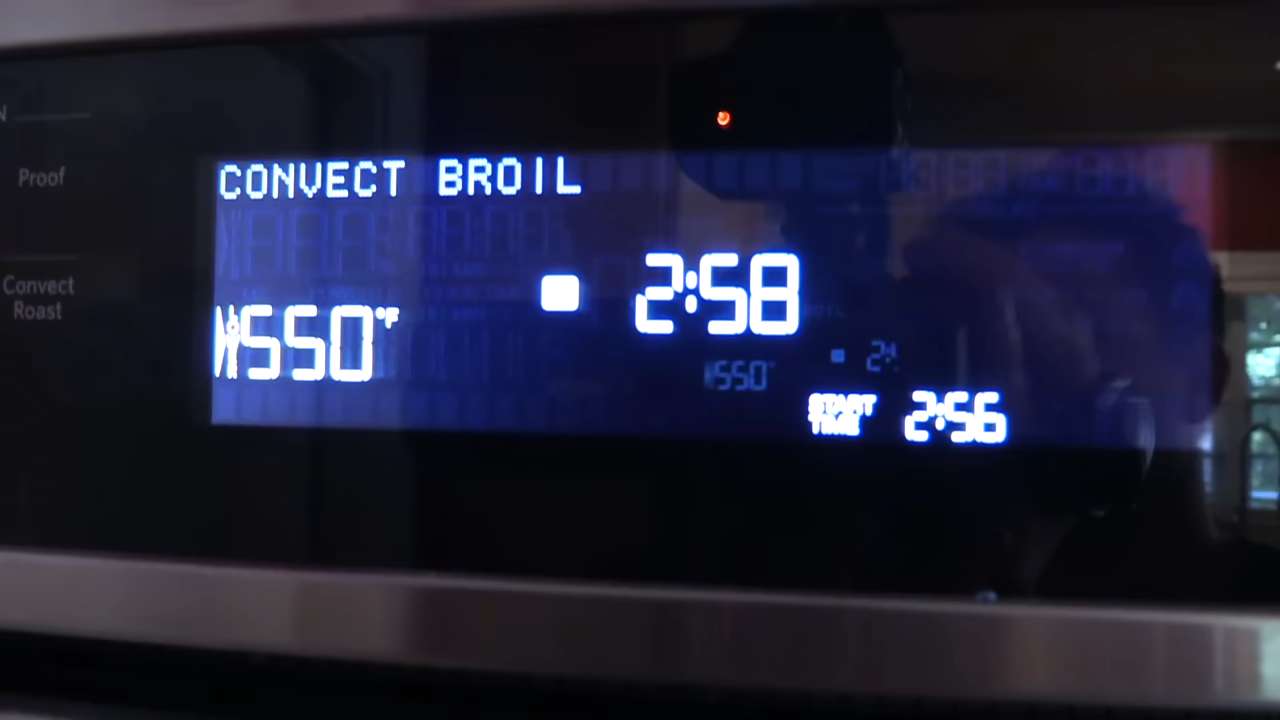 Proof
Convect
Roast
CONVECT BROIL
2:58
550°F
550°
START
TIME
2:56